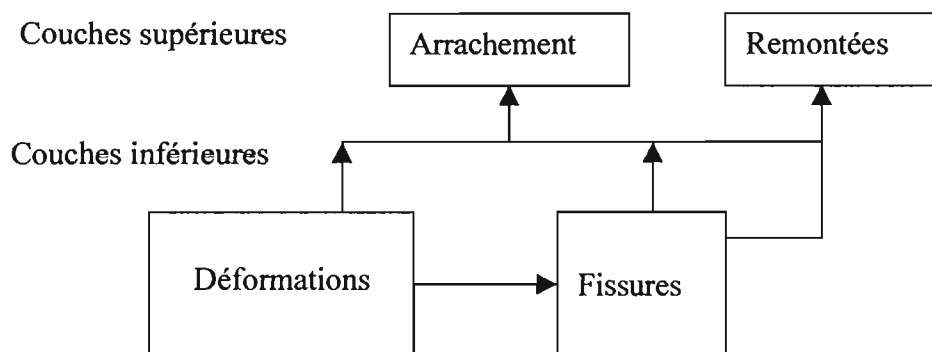 Couches supérieures
Arrachement
Remontées
Couches inférieures
Déformations
Fissures